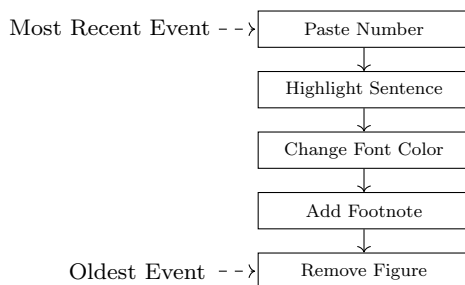 Most Recent Event
Paste Number
Highlight Sentence
Change Font Color
Add Footnote
Oldest Event
Remove Figure